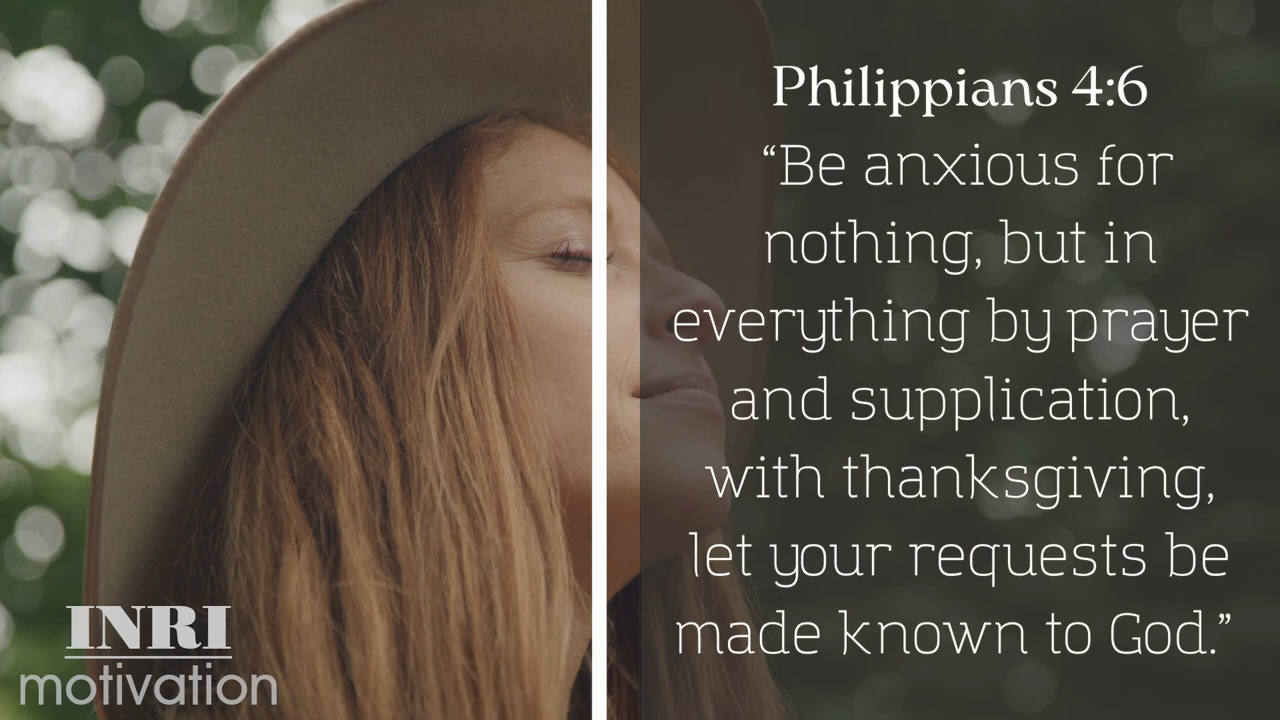 Philippians 4:6
“Be anxious for
nothing, but in
everything by prayer
and supplication,
with thanksgiving,
let your requests be
made known to God.”
INRI
motivation